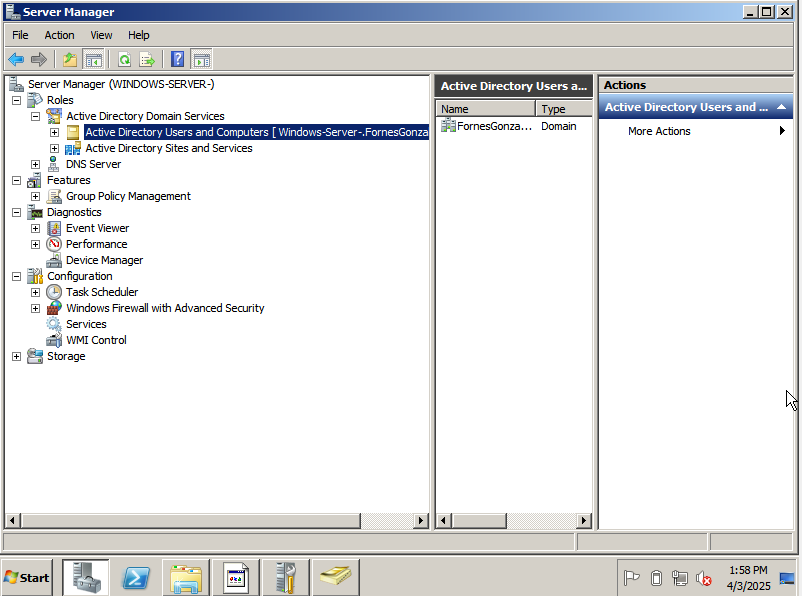 Server Manager
File Action View Help
Server Manager (WINDOWS-SERVER-)
Roles
Active Directory Domain Services
Active Directory Users and Computers [ Windows-Server-.FornesGonza
Active Directory Sites and Services
DNS Server
Features
Group Policy Management
Diagnostics
Event Viewer
Performance
Device Manager
Configuration
Task Scheduler
Windows Firewall with Advanced Security
Services
WMI Control
Storage
Active Directory Users a...
Name Type
FornesGonza... Domain
Actions
Active Directory Users and ...
More Actions
Start
1:58 PM
4/3/2025